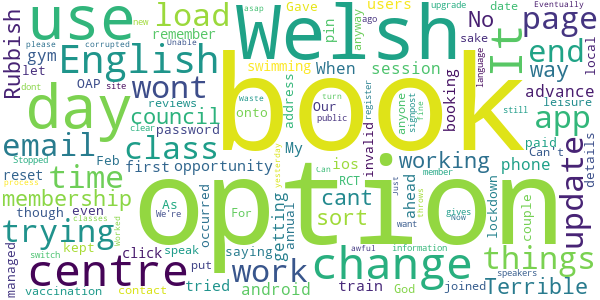 Rubbish use load Gave users Welsh No page
gym remember pin anyway ago new upgrade asap corrupted Unable date Eventually
let English When swimming sake please dont site local
OAP wont session It end way
day council address book onto Our anyone signpost public register time language advance leisure
reviews waste turn still
email class password clear booking app
Feb My invalid paid Can't details
time first opportunity ios working phone update
reset cant RCT ahead couple
membership As yesterday Can member
process though even We're For option getting annual lockdown gives Now throws
Stopped classes Worked occurred sort change Just want things
trying kept speak saying awful information
centre click put work android train God joined Terrible
managed switch tried speakers
vaccination contact